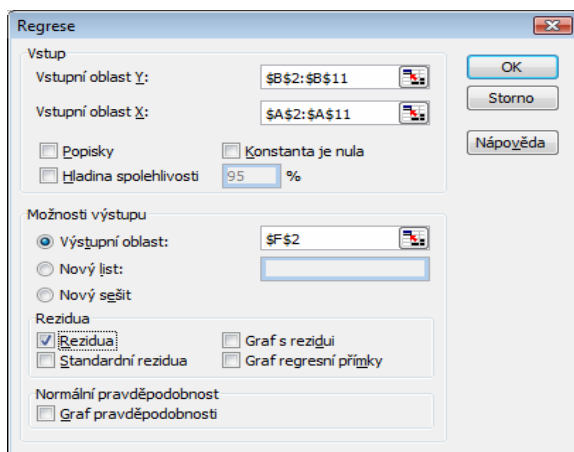 Regrese
Vstup
Vstupní oblast Y: $B$2:$B$11
Vstupní oblast X: $A$2:$A$11
Popisky Konstanta je nula
Hladina spolehlivosti 95 %
OK
Storno
Nápověda
Možnosti výstupu
Výstupní oblast: $F$2
Nový list:
Nový sešit
Rezidua
Rezidua Graf s rezidui
Standardní rezidua Graf regresní přímky
Normální pravděpodobnost
Graf pravděpodobnosti